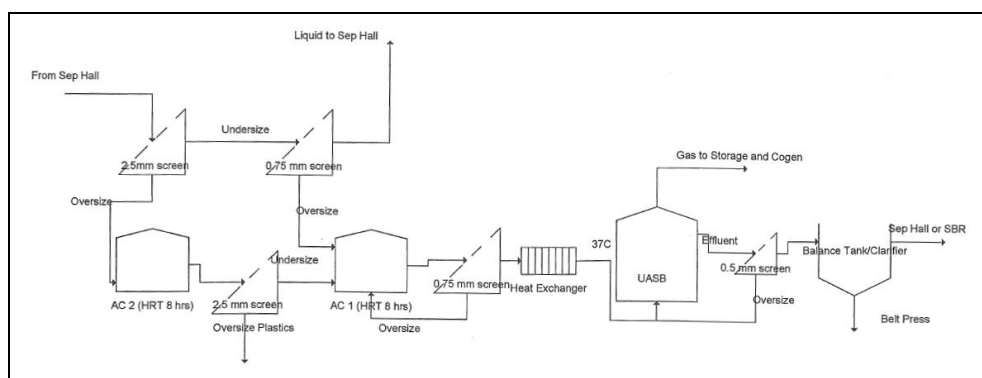 Liquid to Sep Hall
From Sep Hall
Undersize
2.5mm screen
0.75 mm screen
Gas to Storage and Cogen
Oversize
Oversize
Undersize
37C
Effluent
Sep Hall or SBR
Balance Tank/Clarifier
UASB
0.5 mm screen
0.75 mm screen
Heat Exchanger
AC 2 (HRT 8 hrs)
2.5 mm screen
AC 1 (HRT 8 hrs)
Oversize
Oversize
Oversize Plastics
Belt Press